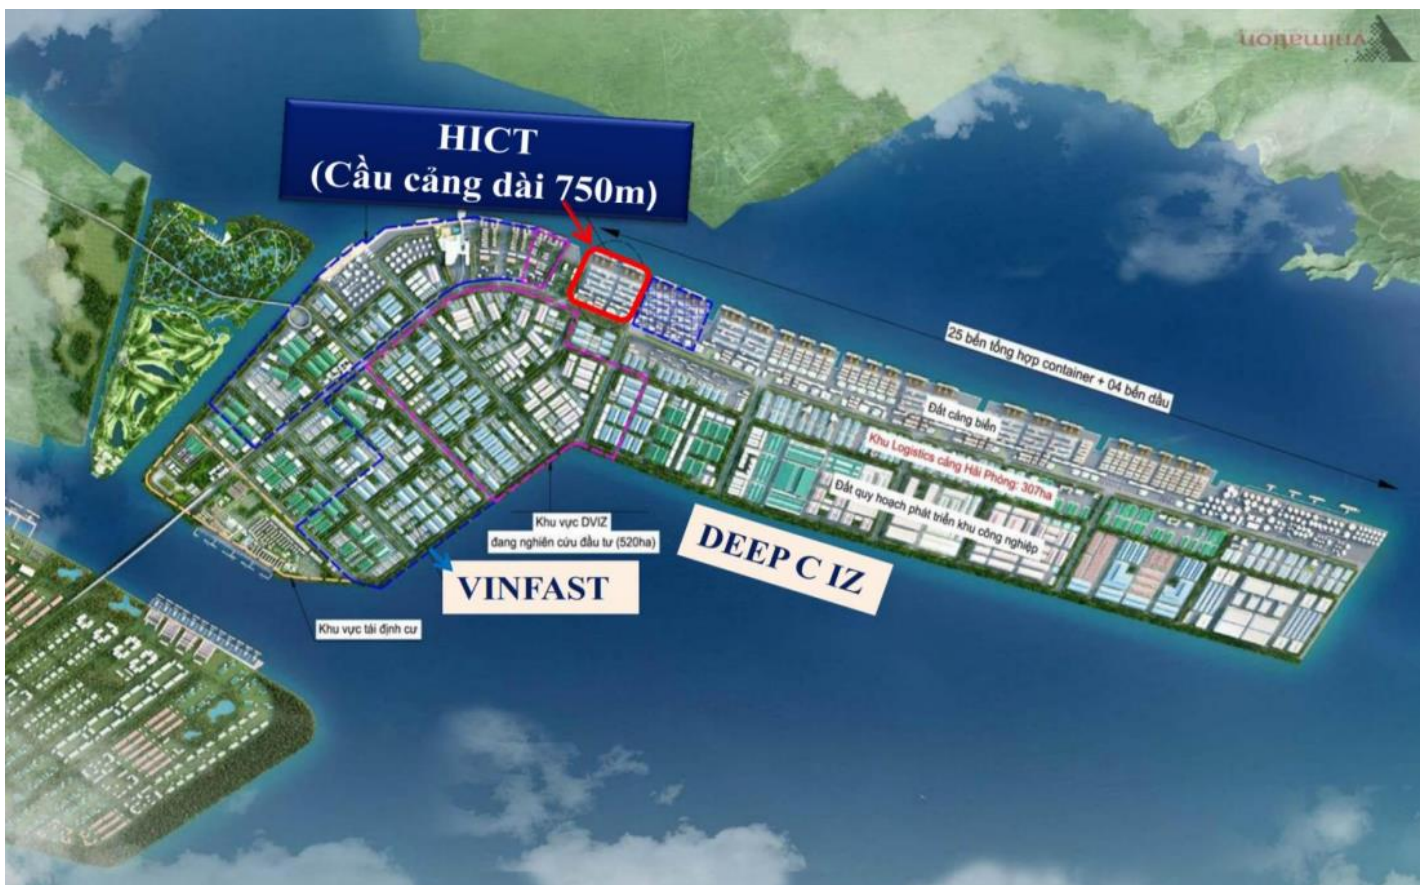 vnimation
HICT
(Cầu cảng dài 750m)
25 bến tổng hợp container + 04 bến dầu
Đất cảng biển
Khu Logistics cảng Hải Phòng: 307ha
Đất quy hoạch phát triển khu công nghiệp
Khu vực DVIZ
đang nghiên cứu đầu tư (520ha)
DEEP C IZ
VINFAST
Khu vực tái định cư